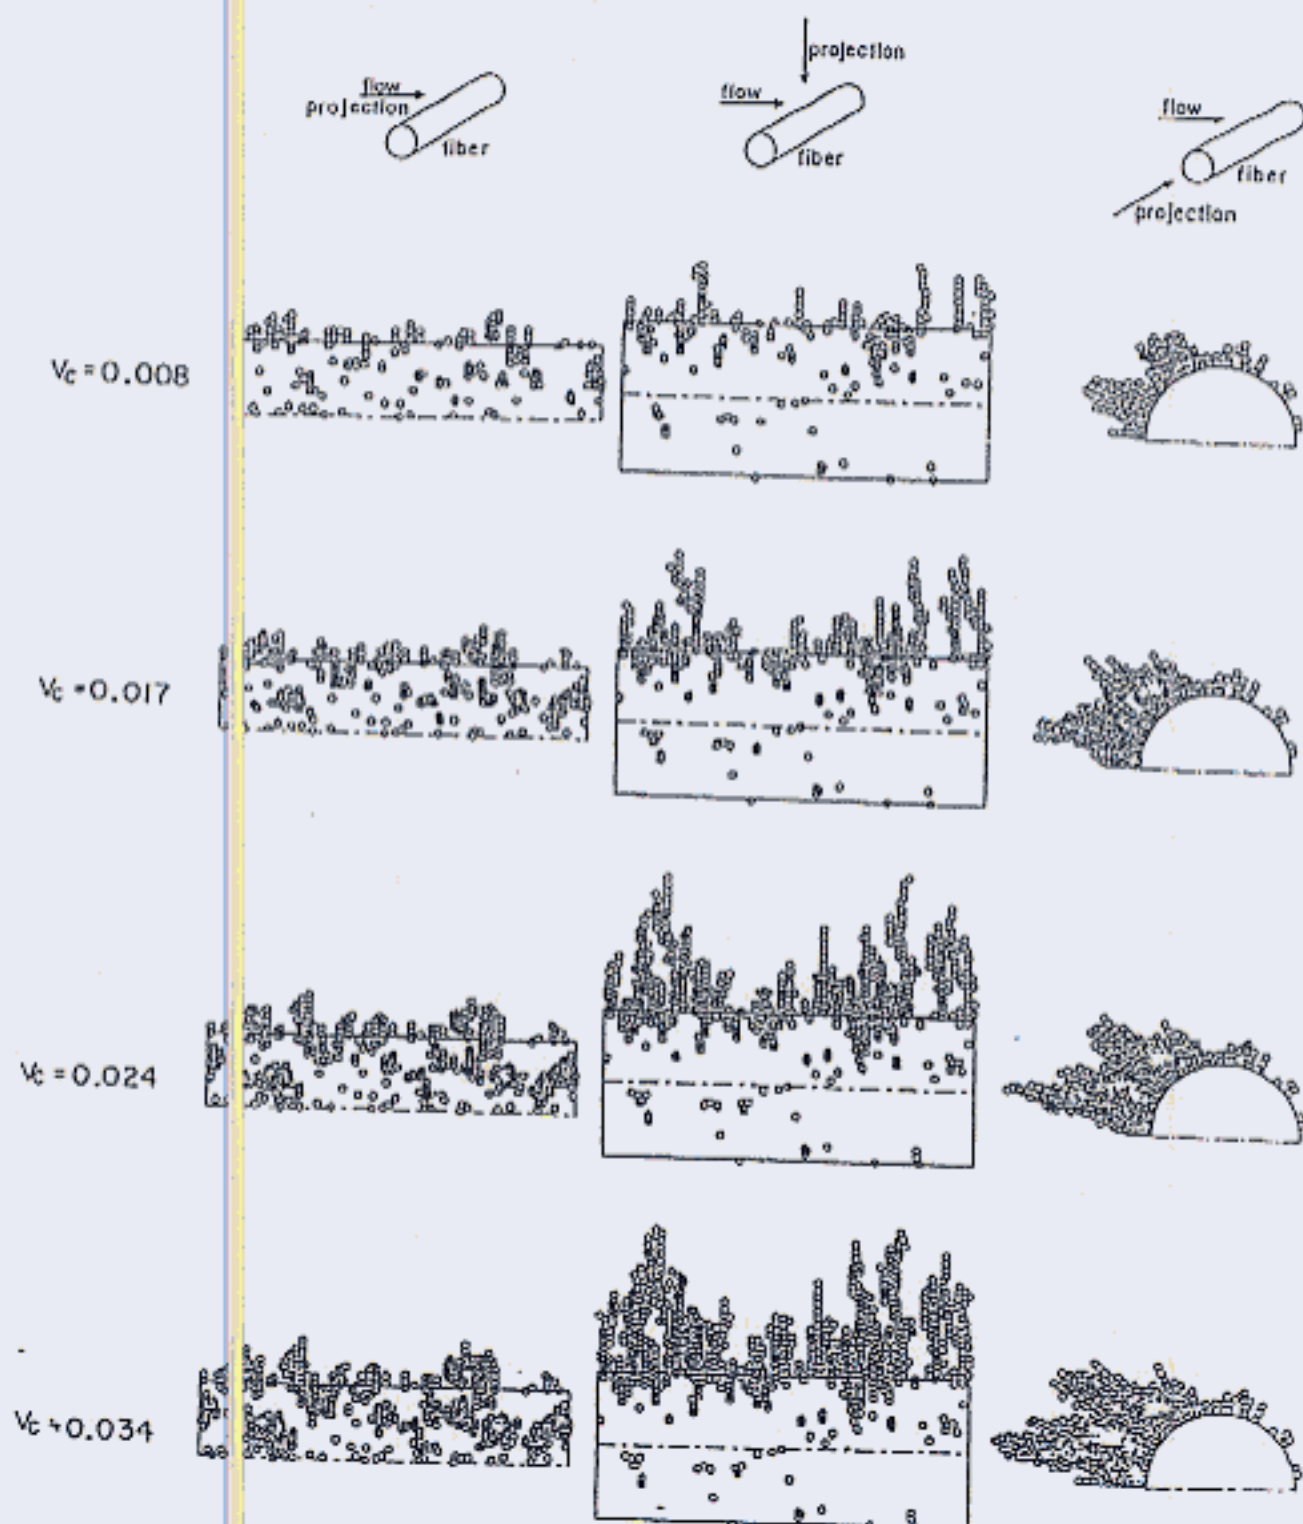 flow
projection
fiber
projection
flow
fiber
flow
fiber
projection
Vc = 0.008
Vc = 0.017
Vc = 0.024
Vc = 0.034